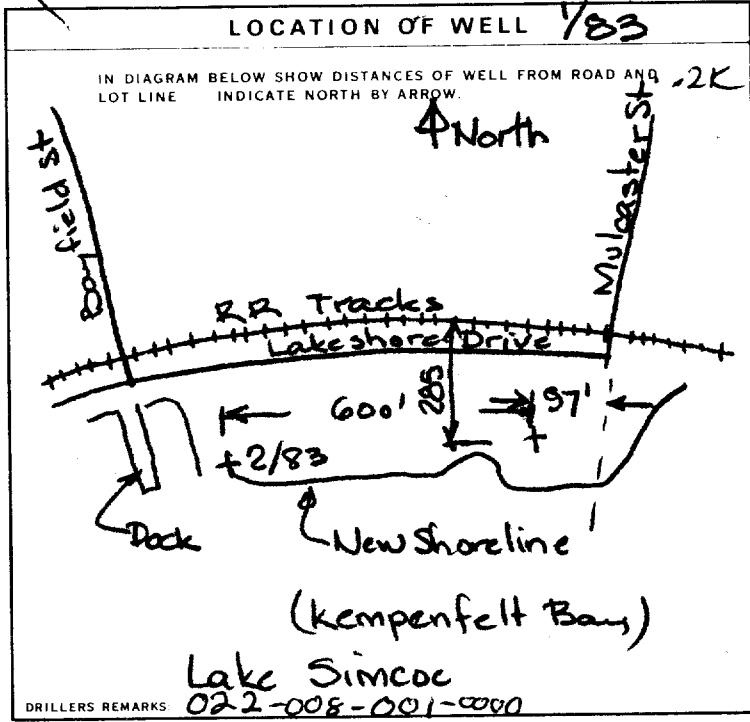 LOCATION OF WELL 1/83
IN DIAGRAM BELOW SHOW DISTANCES OF WELL FROM ROAD AND
LOT LINE INDICATE NORTH BY ARROW.
.2K
North
Bayfield St
Mulcaster St.
RR Tracks
Lakeshore Drive
600' 285 97'
+2/83
+
Dock
New Shoreline
(Kempenfelt Bay)
Lake Simcoe
DRILLERS REMARKS: 022-008-001-0000